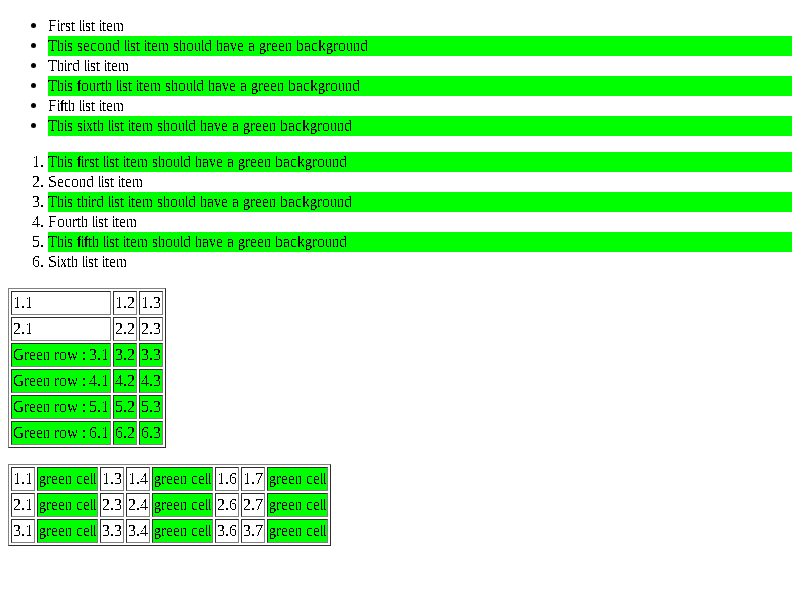 • First list item
• This second list item should have a green background
• Third list item
• This fourth list item should have a green background
• Fifth list item
• This sixth list item should have a green background
1. This first list item should have a green background
2. Second list item
3. This third list item should have a green background
4. Fourth list item
5. This fifth list item should have a green background
6. Sixth list item
1.1 1.2 1.3
2.1 2.2 2.3
Green row : 3.1 3.2 3.3
Green row : 4.1 4.2 4.3
Green row : 5.1 5.2 5.3
Green row : 6.1 6.2 6.3
1.1 green cell 1.3 1.4 green cell 1.6 1.7 green cell
2.1 green cell 2.3 2.4 green cell 2.6 2.7 green cell
3.1 green cell 3.3 3.4 green cell 3.6 3.7 green cell